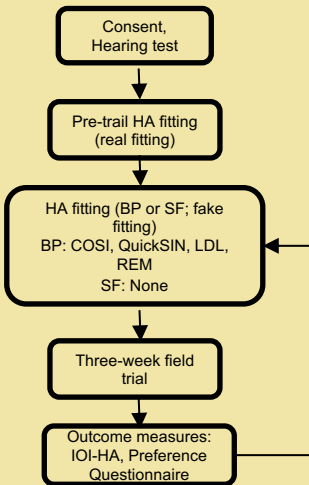 Consent,
Hearing test
Pre-trail HA fitting
(real fitting)
HA fitting (BP or SF; fake
fitting)
BP: COSI, QuickSIN, LDL,
REM
SF: None
Three-week field
trial
Outcome measures:
IOI-HA, Preference
Questionnaire